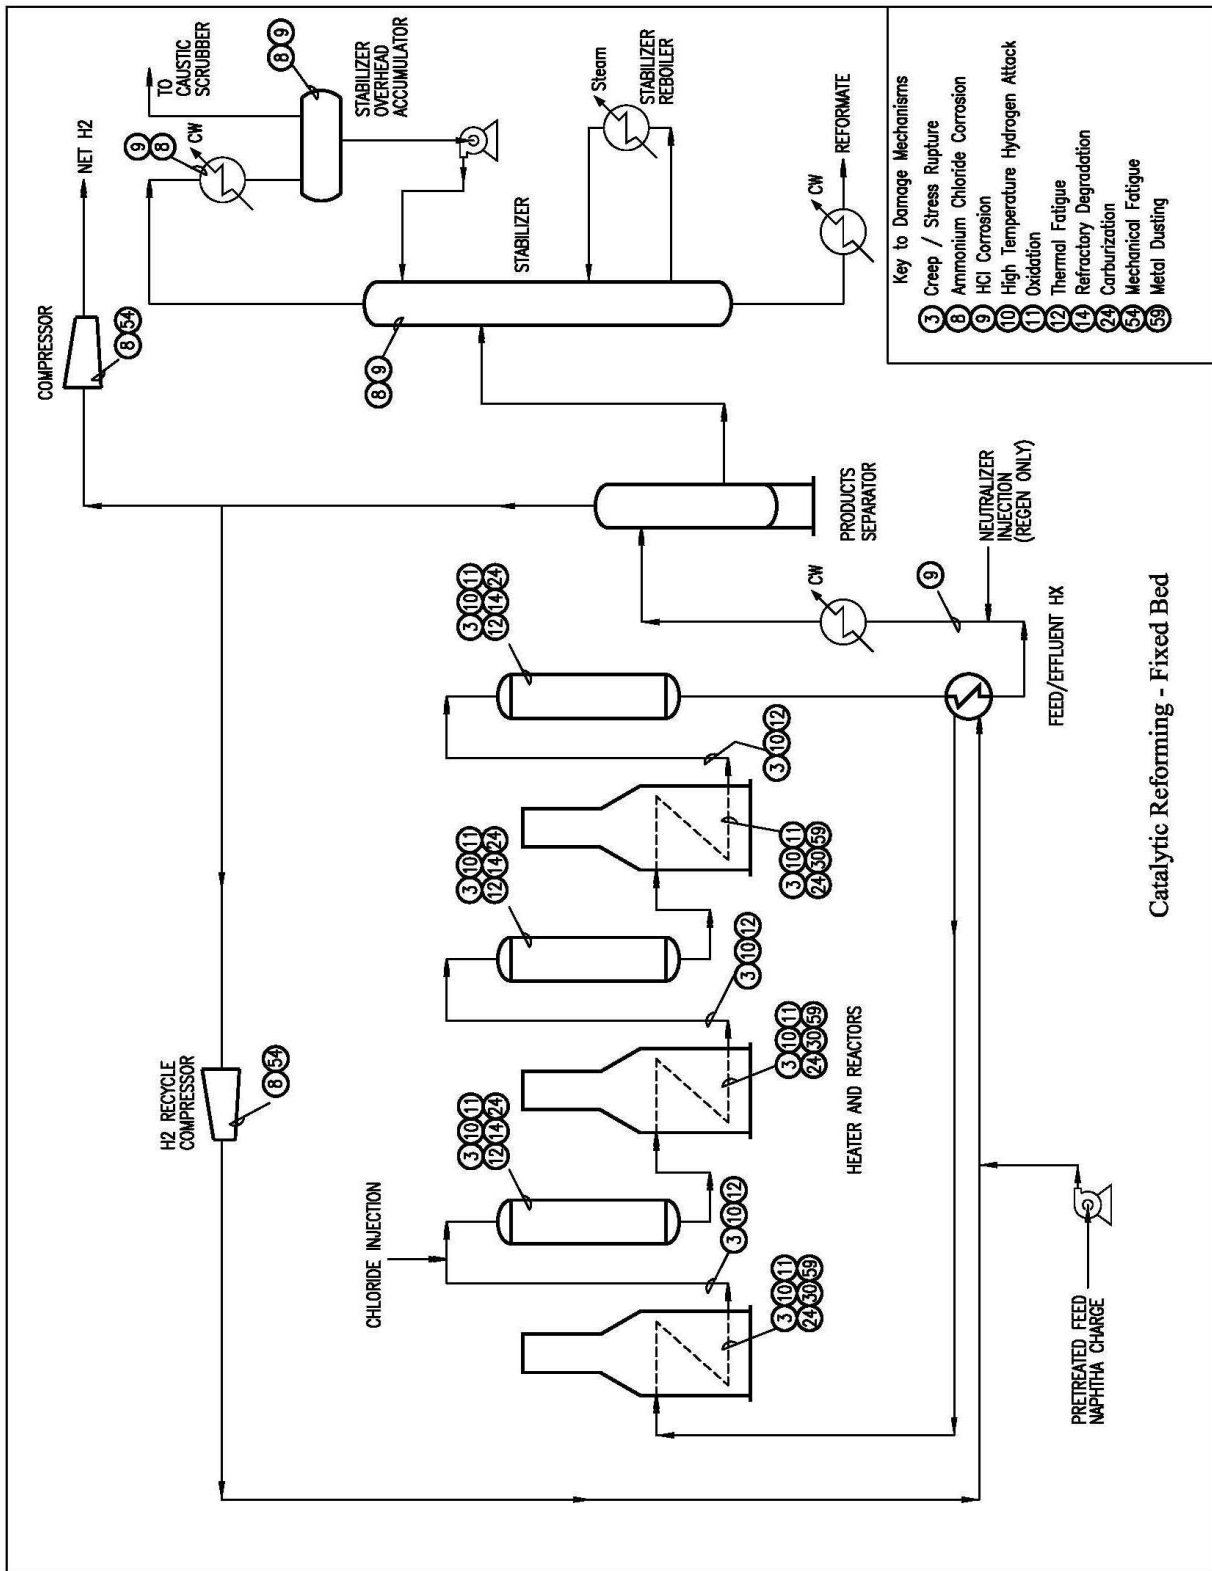 COMPRESSOR
8 54
NET H2
TO
CAUSTIC
SCRUBBER
9
8
CW
8 9
STABILIZER
OVERHEAD
ACCUMULATOR
H2 RECYCLE
COMPRESSOR
8 54
8 9
STABILIZER
Steam
STABILIZER
REBOILER
CW
REFORMATE
CHLORIDE INJECTION
3 10 11
12 14 24
3 10 11
12 14 24
3 10 11
12 14 24
3 10 12
3 10 12
3 10 12
3 10 11
24 30 59
3 10 11
24 30 59
3 10 11
24 30 59
HEATER AND REACTORS
PRODUCTS
SEPARATOR
CW
9
NEUTRALIZER
INJECTION
(REGEN ONLY)
FEED/EFFLUENT HX
PRETREATED FEED
NAPHTHA CHARGE
Key to Damage Mechanisms
3 Creep / Stress Rupture
8 Ammonium Chloride Corrosion
9 HCl Corrosion
10 High Temperature Hydrogen Attack
11 Oxidation
12 Thermal Fatigue
14 Refractory Degradation
24 Carburization
54 Mechanical Fatigue
59 Metal Dusting
Catalytic Reforming - Fixed Bed